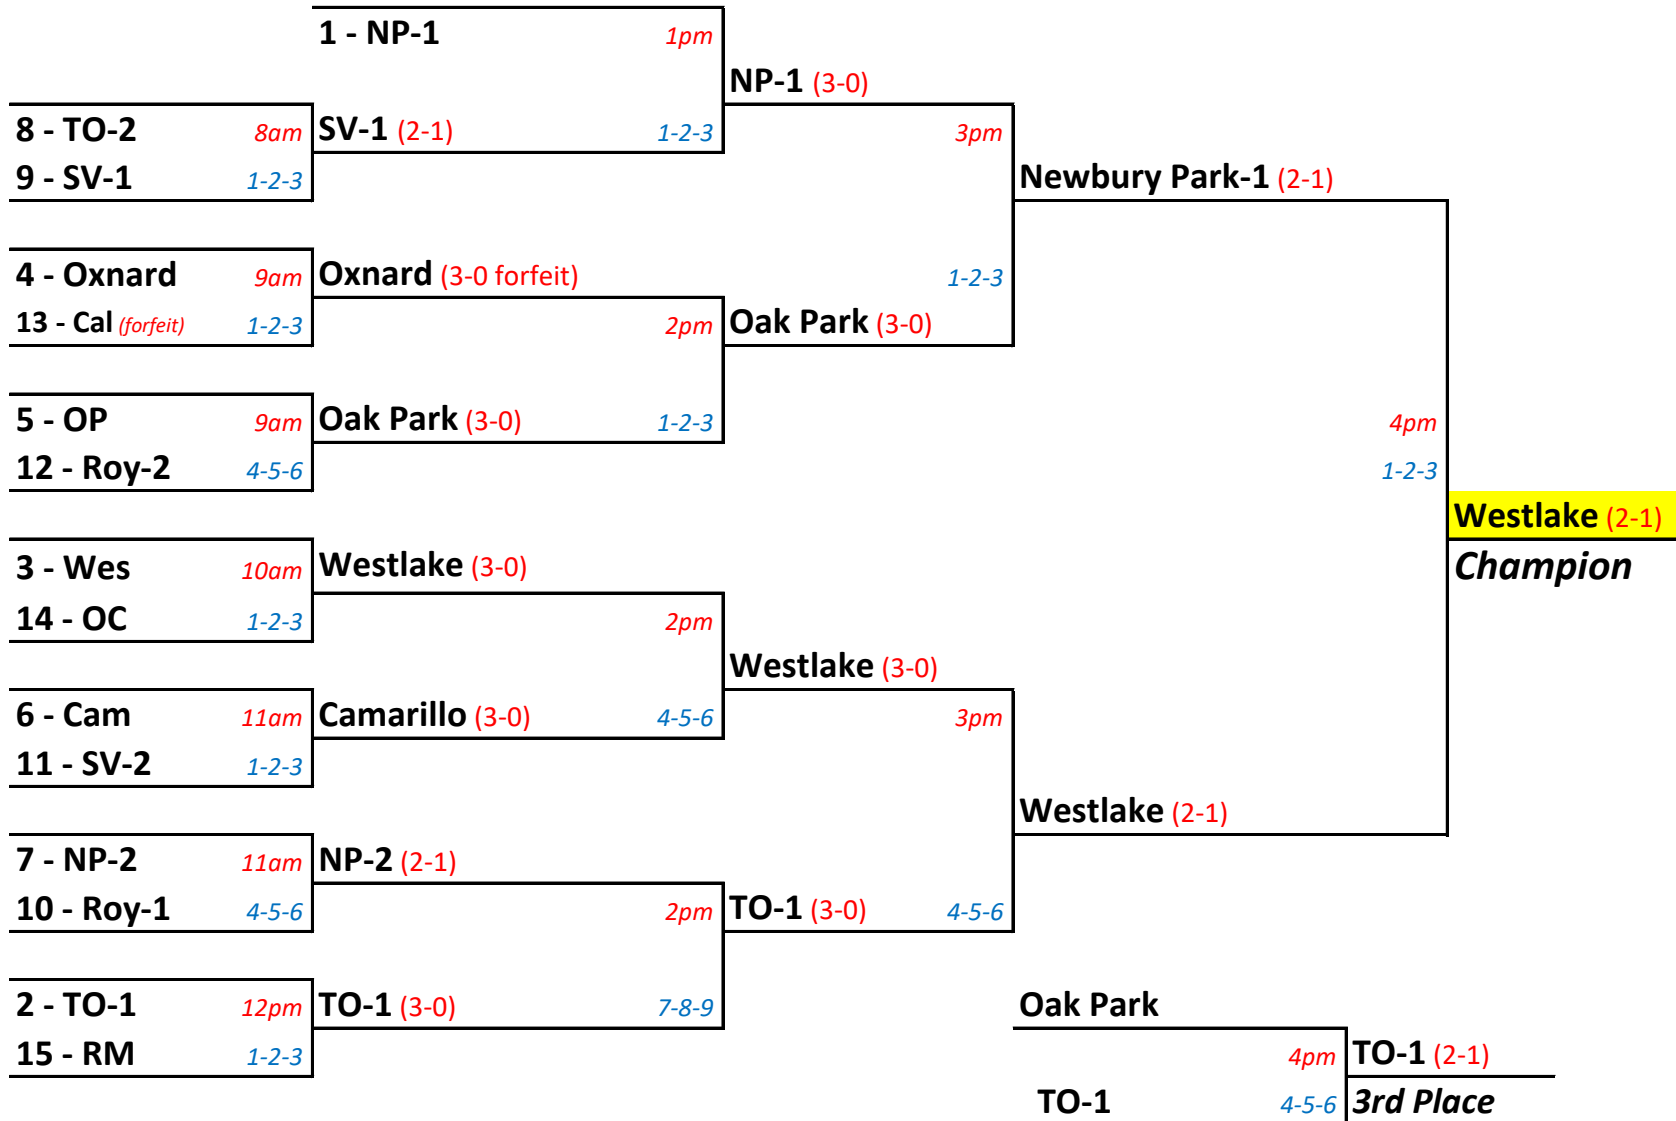 1 - NP-1 1pm
NP-1 (3-0)
8 - TO-2 8am SV-1 (2-1) 1-2-3 3pm
9 - SV-1 1-2-3 Newbury Park-1 (2-1)
4 - Oxnard 9am Oxnard (3-0 forfeit) 1-2-3
13 - Cal (forfeit) 1-2-3 2pm Oak Park (3-0)
5 - OP 9am Oak Park (3-0) 1-2-3 4pm
12 - Roy-2 4-5-6 1-2-3
Westlake (2-1)
3 - Wes 10am Westlake (3-0) Champion
14 - OC 1-2-3 2pm
Westlake (3-0)
6 - Cam 11am Camarillo (3-0) 4-5-6 3pm
11 - SV-2 1-2-3
Westlake (2-1)
7 - NP-2 11am NP-2 (2-1)
10 - Roy-1 4-5-6 2pm TO-1 (3-0) 4-5-6
2 - TO-1 12pm TO-1 (3-0) 7-8-9 Oak Park
15 - RM 1-2-3 4pm TO-1 (2-1)
TO-1 4-5-6 3rd Place